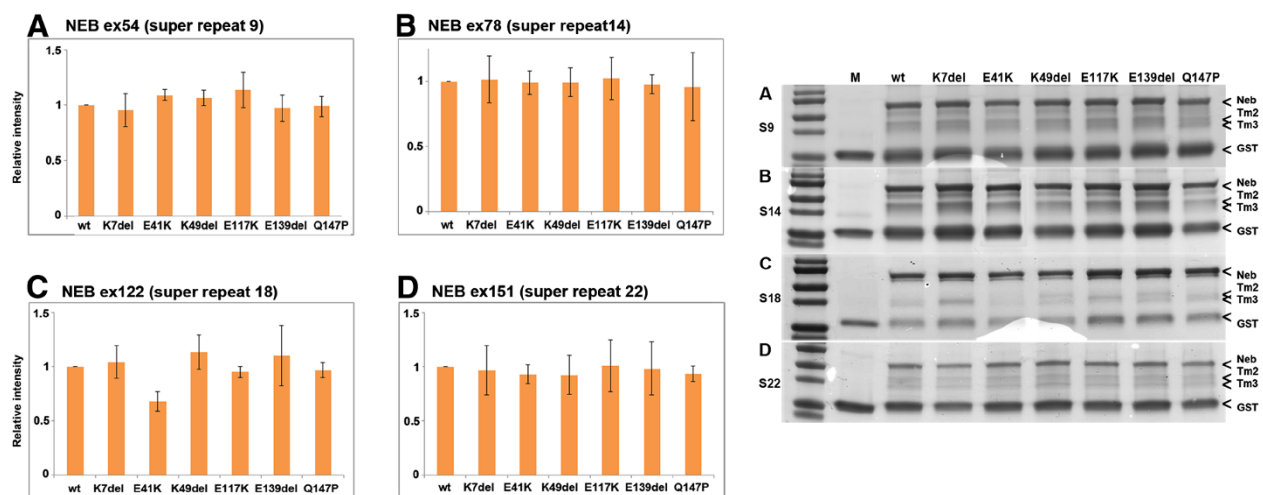 A NEB ex54 (super repeat 9)
1.5
1
0.5
0
Relative intensity
wt K7del E41K K49del E117K E139del Q147P
B NEB ex78 (super repeat14)
1
0.5
0
wt K7del E41K K49del E117K E139del Q147P
C NEB ex122 (super repeat 18)
1.5
1
0.5
0
Relative intensity
wt K7del E41K K49del E117K E139del Q147P
D NEB ex151 (super repeat 22)
1.5
1
0.5
0
wt K7del E41K K49del E117K E139del Q147P
M wt K7del E41K K49del E117K E139del Q147P
A
S9
Neb
Tm2
Tm3
GST
B
S14
Neb
Tm2
Tm3
GST
C
S18
Neb
Tm2
Tm3
GST
D
S22
Neb
Tm2
Tm3
GST